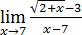 lim x→7 √(2+x−3) / (x−7)